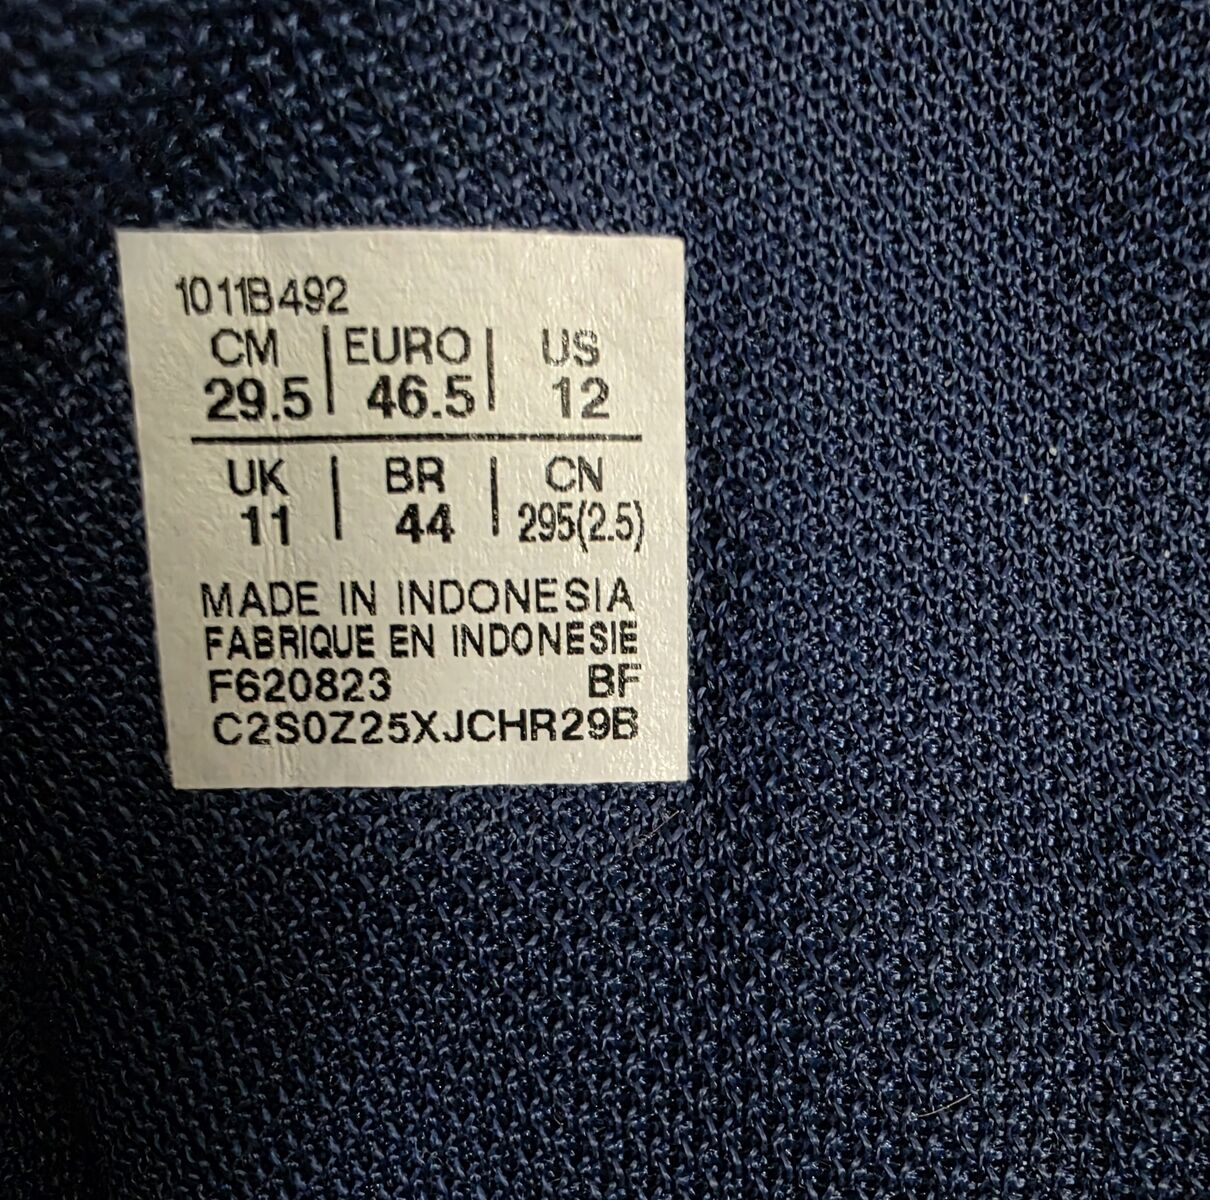 1011B492
CM | EURO | US
29.5 | 46.5 | 12
UK | BR | CN
11 | 44 | 295(2.5)
MADE IN INDONESIA
FABRIQUE EN INDONESIE
F620823 BF
C2S0Z25XJCHR29B